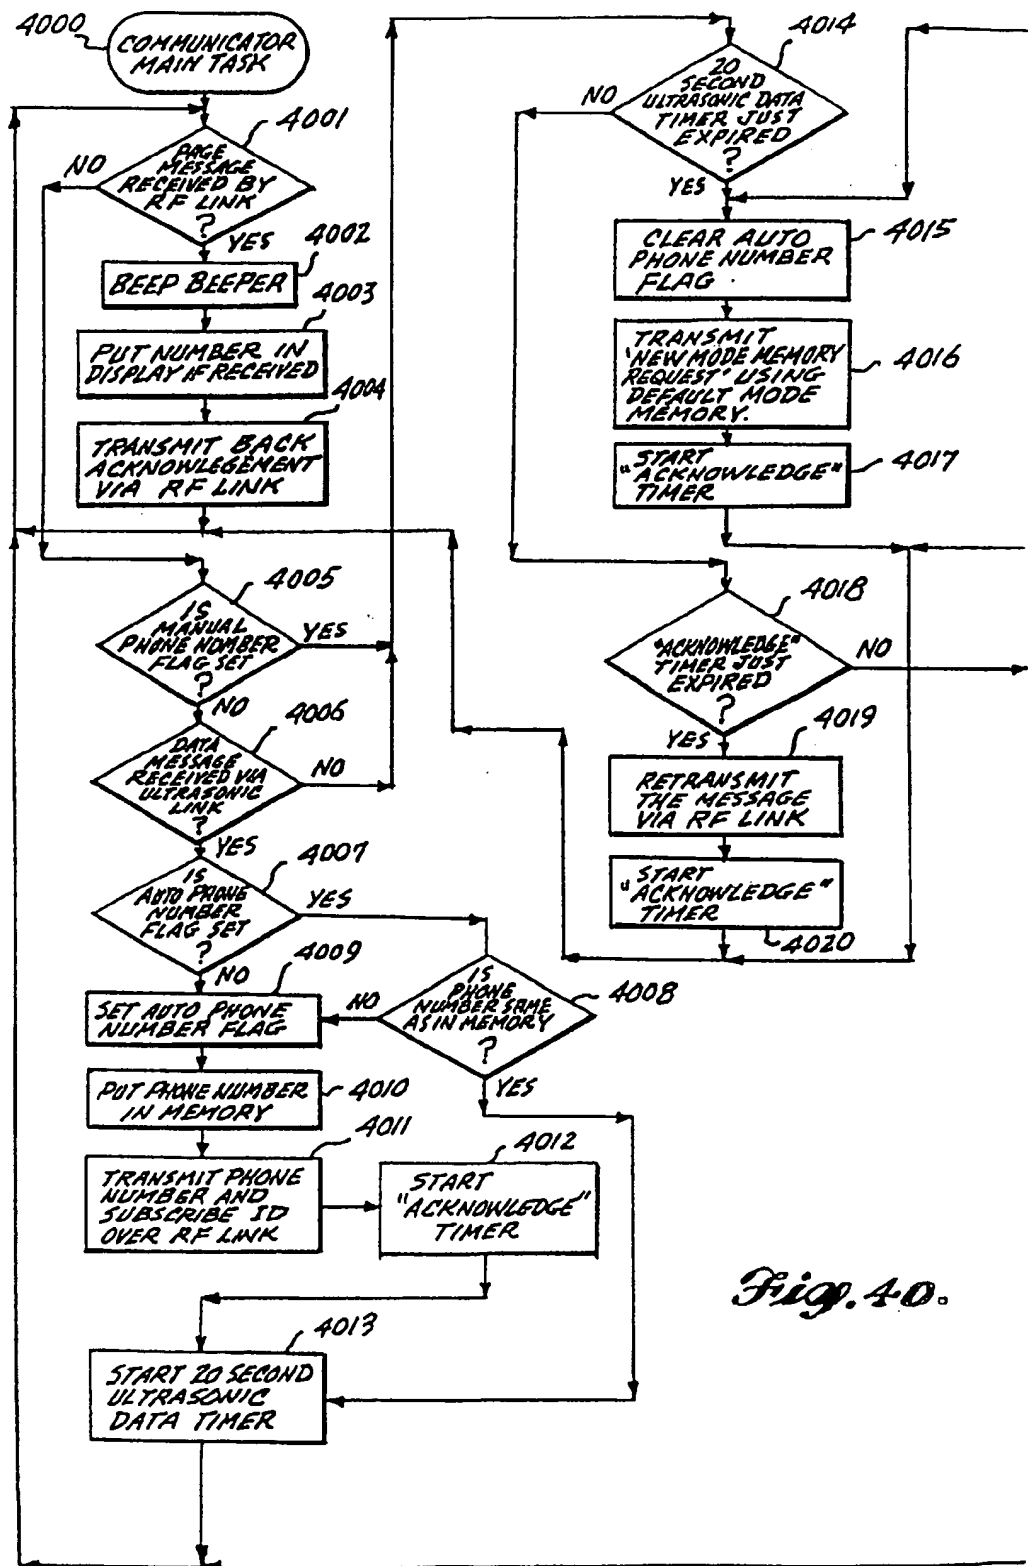 4000
COMMUNICATOR
MAIN TASK
4001
NO
PAGE
MESSAGE
RECEIVED BY
RF LINK
?
YES
4002
BEEP BEEPER
4003
PUT NUMBER IN
DISPLAY IF RECEIVED
4004
TRANSMIT BACK
ACKNOWLEGEMENT
VIA RF LINK
4005
IS
MANUAL
PHONE NUMBER
FLAG SET
?
YES
NO
4006
DATA
MESSAGE
RECEIVED VIA
ULTRASONIC
LINK
?
NO
YES
4007
IS
AUTO PHONE
NUMBER
FLAG SET
?
YES
NO
4008
IS
PHONE
NUMBER SAME
AS IN MEMORY
?
NO
YES
4009
SET AUTO PHONE
NUMBER FLAG
4010
PUT PHONE NUMBER
IN MEMORY
4011
TRANSMIT PHONE
NUMBER AND
SUBSCRIBE ID
OVER RF LINK
4012
START
"ACKNOWLEDGE"
TIMER
4013
START 20 SECOND
ULTRASONIC
DATA TIMER
4014
20
SECOND
ULTRASONIC DATA
TIMER JUST
EXPIRED
?
NO
YES
4015
CLEAR AUTO
PHONE NUMBER
FLAG
4016
TRANSMIT
'NEW MODE MEMORY
REQUEST' USING
DEFAULT MODE
MEMORY.
4017
START
"ACKNOWLEDGE"
TIMER
4018
"ACKNOWLEDGE"
TIMER JUST
EXPIRED
?
NO
YES
4019
RETRANSMIT
THE MESSAGE
VIA RF LINK
START
"ACKNOWLEDGE"
TIMER
4020
Fig. 40.